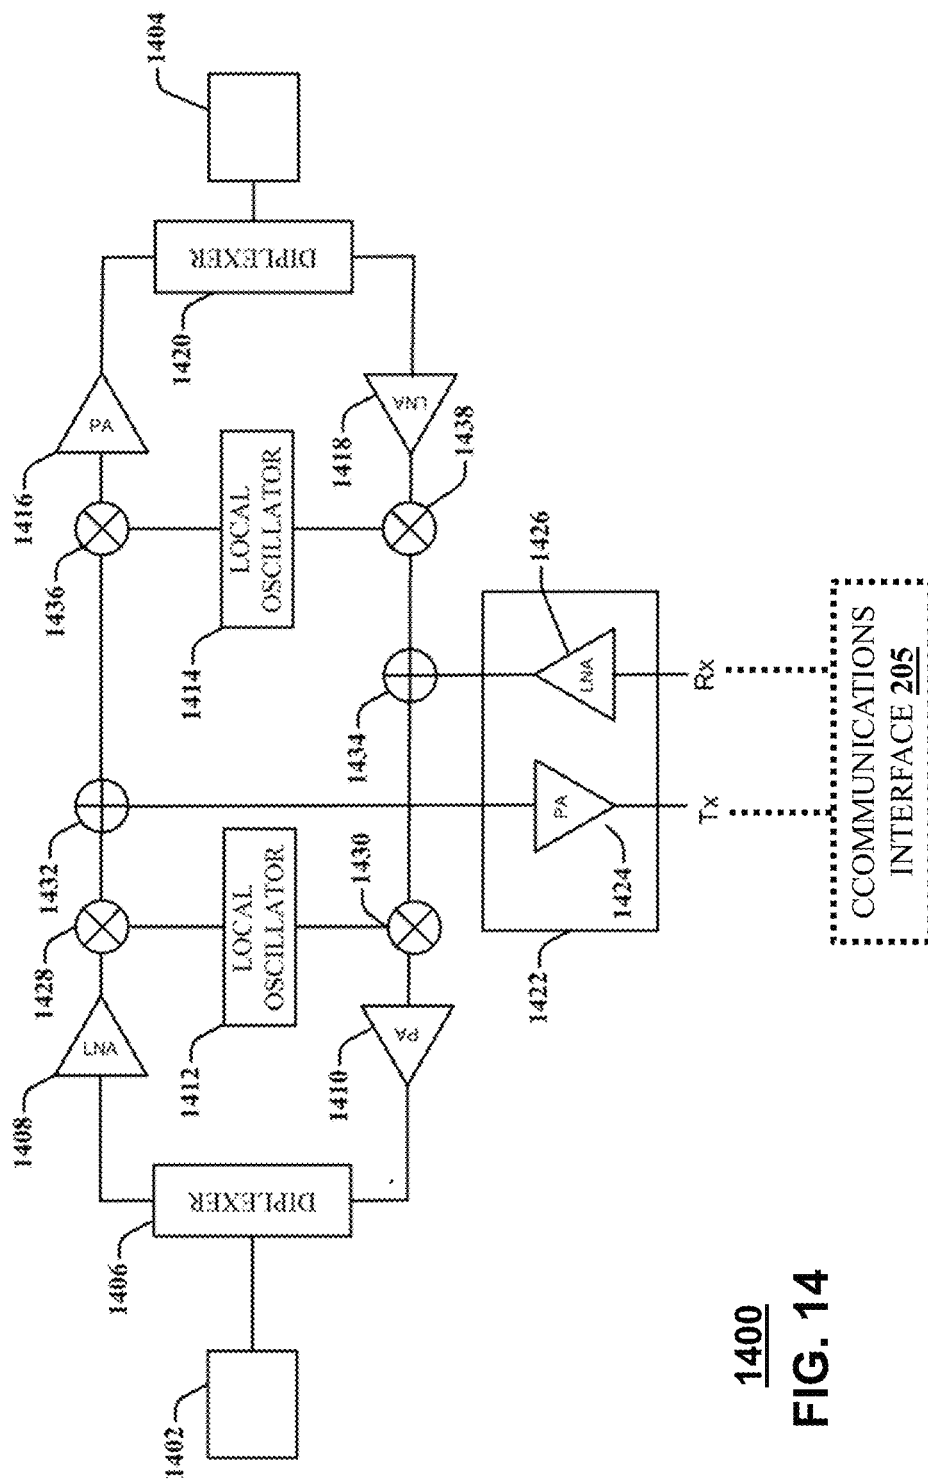 1404
DIPLEXER
1420
PA
1416
LNA
1418
1438
1436
LOCAL
OSCILLATOR
1414
1426
LNA
1434
Rx
1432
PA
1424
Tx
CCOMMUNICATIONS
INTERFACE 205
1428
LOCAL
OSCILLATOR
1412
1430
1422
LNA
1408
PA
1410
DIPLEXER
1406
1402
1400
FIG. 14